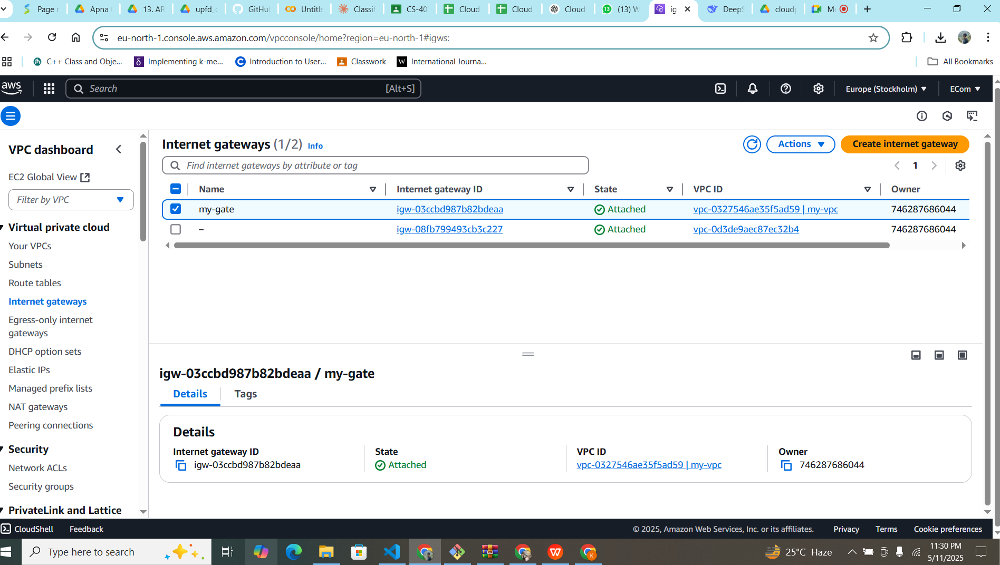 Page r
Apna
13. AR
upfd_c
GitHul
Untitle
Classif
CS-40
Cloud
Cloud
Cloud
13 (13) W
ig
DeepS
cloud
M
eu-north-1.console.aws.amazon.com/vpcconsole/home?region=eu-north-1#igws:
C++ Class and Obje...
Implementing k-me...
Introduction to User...
Classwork
International Journa...
All Bookmarks
aws
Search
[Alt+S]
Europe (Stockholm)
ECom
VPC dashboard
EC2 Global View
Filter by VPC
Virtual private cloud
Your VPCs
Subnets
Route tables
Internet gateways
Egress-only internet
gateways
DHCP option sets
Elastic IPs
Managed prefix lists
NAT gateways
Peering connections
Security
Network ACLs
Security groups
PrivateLink and Lattice
Internet gateways (1/2) Info
Actions
Create internet gateway
Find internet gateways by attribute or tag
1
Name Internet gateway ID State VPC ID Owner
my-gate igw-03ccbd987b82bdeaa Attached vpc-0327546ae35f5ad59 | my-vpc 746287686044
– igw-08fb799493cb3c227 Attached vpc-0d3de9aec87ec32b4 746287686044
igw-03ccbd987b82bdeaa / my-gate
Details Tags
Details
Internet gateway ID State VPC ID Owner
igw-03ccbd987b82bdeaa Attached vpc-0327546ae35f5ad59 | my-vpc 746287686044
CloudShell Feedback
© 2025, Amazon Web Services, Inc. or its affiliates. Privacy Terms Cookie preferences
Type here to search
25°C Haze
11:30 PM
5/11/2025